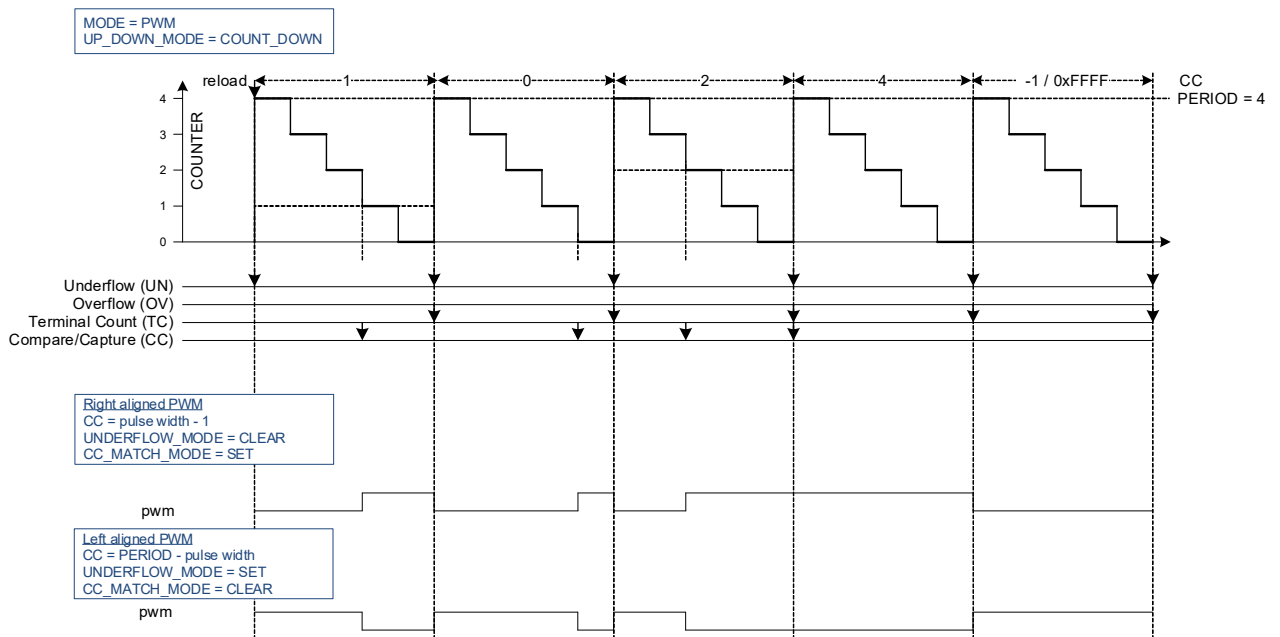 MODE = PWM
UP_DOWN_MODE = COUNT_DOWN
reload 1 0 2 4 -1 / 0xFFFF CC
PERIOD = 4
4
3
2
1
0
COUNTER
Underflow (UN)
Overflow (OV)
Terminal Count (TC)
Compare/Capture (CC)
Right aligned PWM
CC = pulse width - 1
UNDERFLOW_MODE = CLEAR
CC_MATCH_MODE = SET
pwm
Left aligned PWM
CC = PERIOD - pulse width
UNDERFLOW_MODE = SET
CC_MATCH_MODE = CLEAR
pwm